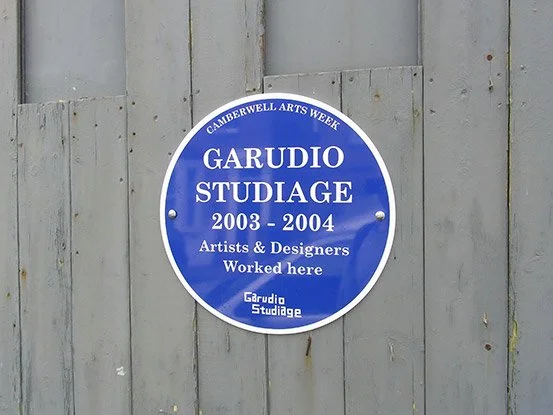 CAMBERWELL ARTS WEEK
GARUDIO
STUDIAGE
2003 - 2004
Artists & Designers
Worked here
Garudio
Studiage